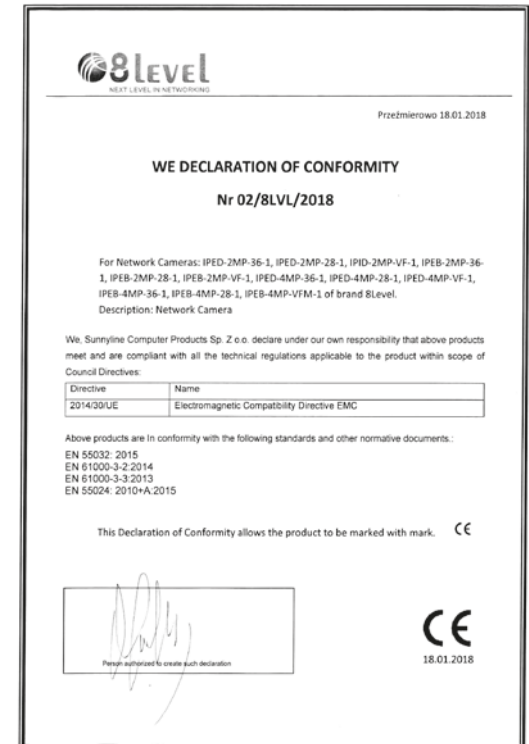 8LEVEL
NEXT LEVEL IN NETWORKING
Przeźmierowo 18.01.2018
WE DECLARATION OF CONFORMITY
Nr 02/8LVL/2018
For Network Cameras: IPED-2MP-36-1, IPED-2MP-28-1, IPID-2MP-VF-1, IPEB-2MP-36-
1, IPEB-2MP-28-1, IPEB-2MP-VF-1, IPED-4MP-36-1, IPED-4MP-28-1, IPED-4MP-VF-1,
IPEB-4MP-36-1, IPEB-4MP-28-1, IPEB-4MP-VFM-1 of brand 8Level.
Description: Network Camera
We, Sunnyline Computer Products Sp. Z o.o. declare under our own responsibility that above products
meet and are compliant with all the technical regulations applicable to the product within scope of
Council Directives:
Directive Name
2014/30/UE Electromagnetic Compatibility Directive EMC
Above products are In conformity with the following standards and other normative documents.:
EN 55032: 2015
EN 61000-3-2:2014
EN 61000-3-3:2013
EN 55024: 2010+A:2015
This Declaration of Conformity allows the product to be marked with mark. CE
Person authorized to create such declaration
CE
18.01.2018